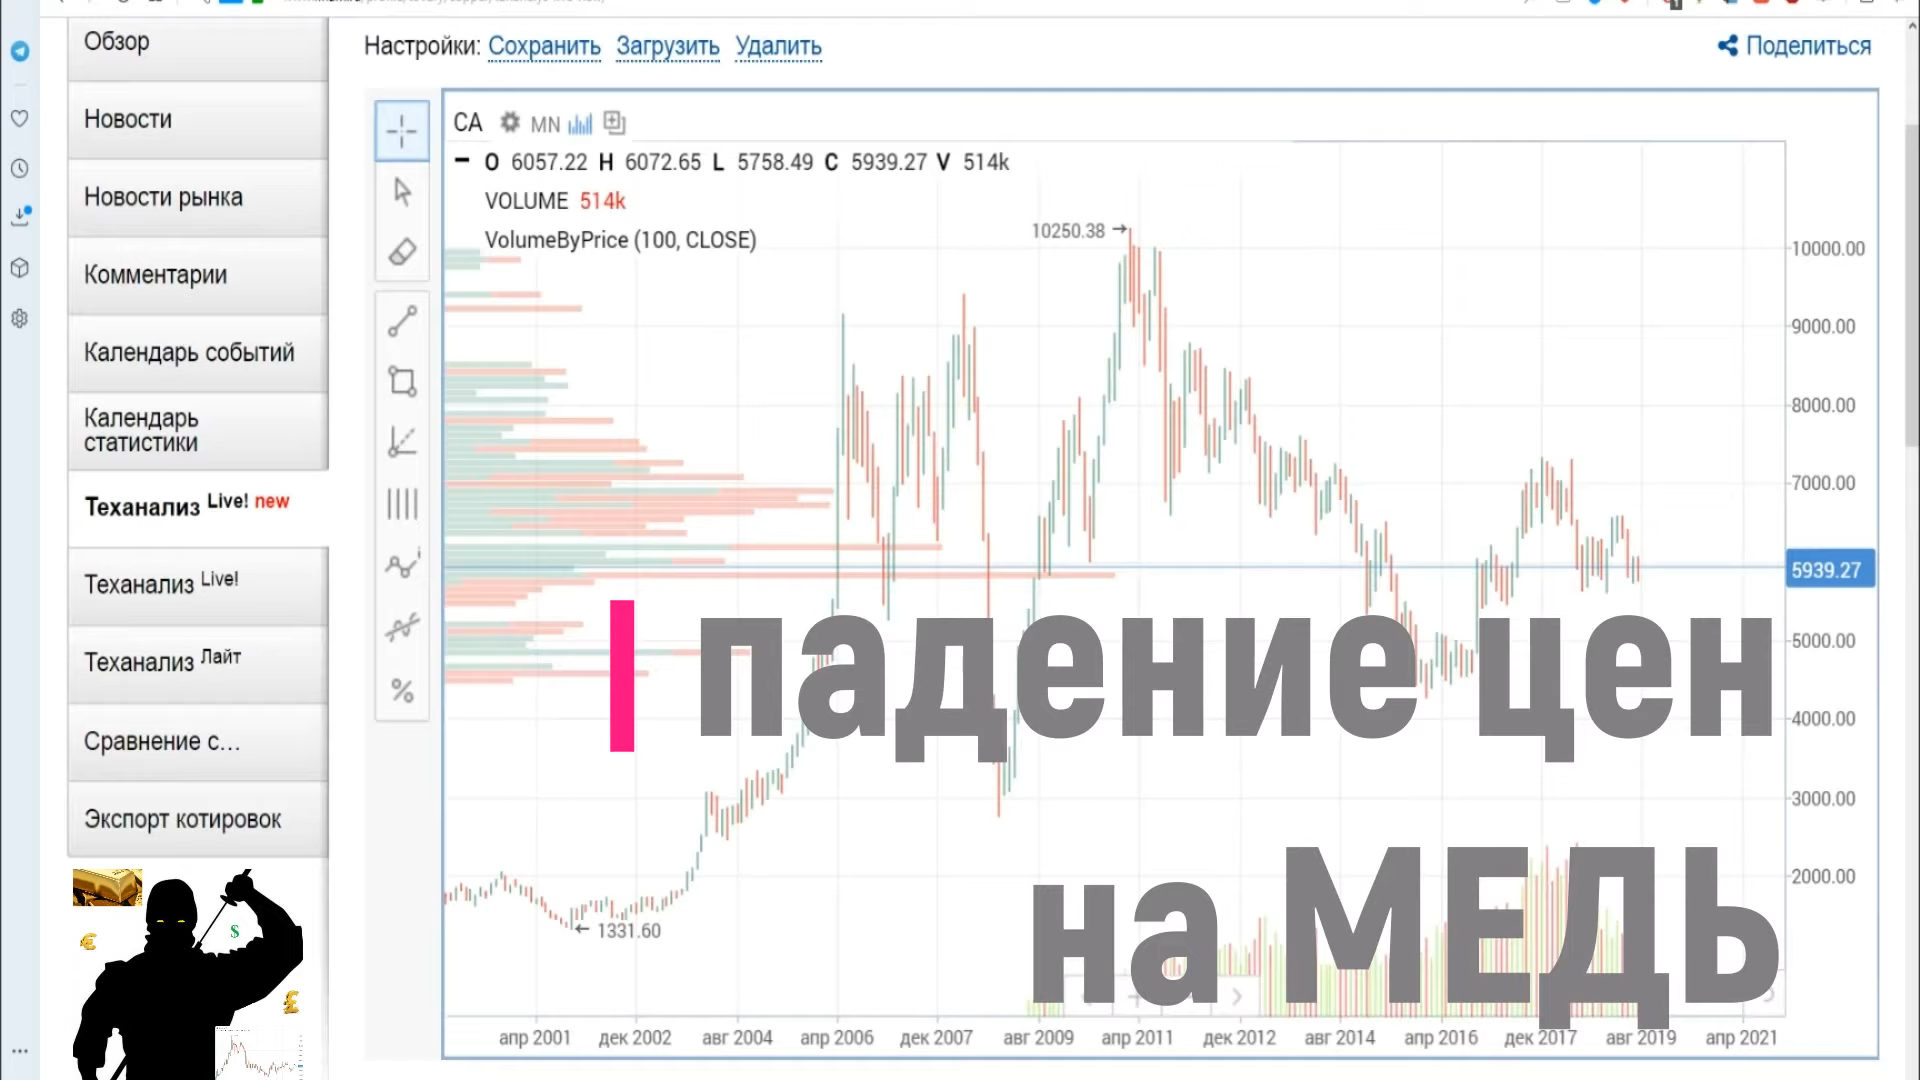 Обзор
Новости
Новости рынка
Комментарии
Календарь событий
Календарь
статистики
Теханализ Live! new
Теханализ Live!
Теханализ Лайт
Сравнение с...
Экспорт котировок
Настройки: Сохранить Загрузить Удалить
Поделиться
CA MN
O 6057.22 H 6072.65 L 5758.49 C 5939.27 V 514k
VOLUME 514k
VolumeByPrice (100, CLOSE)
10250.38
1331.60
10000.00
9000.00
8000.00
7000.00
5939.27
5000.00
4000.00
3000.00
2000.00
падение цен
на МЕДЬ
апр 2001 дек 2002 авг 2004 апр 2006 дек 2007 авг 2009 апр 2011 дек 2012 авг 2014 апр 2016 дек 2017 авг 2019 апр 2021